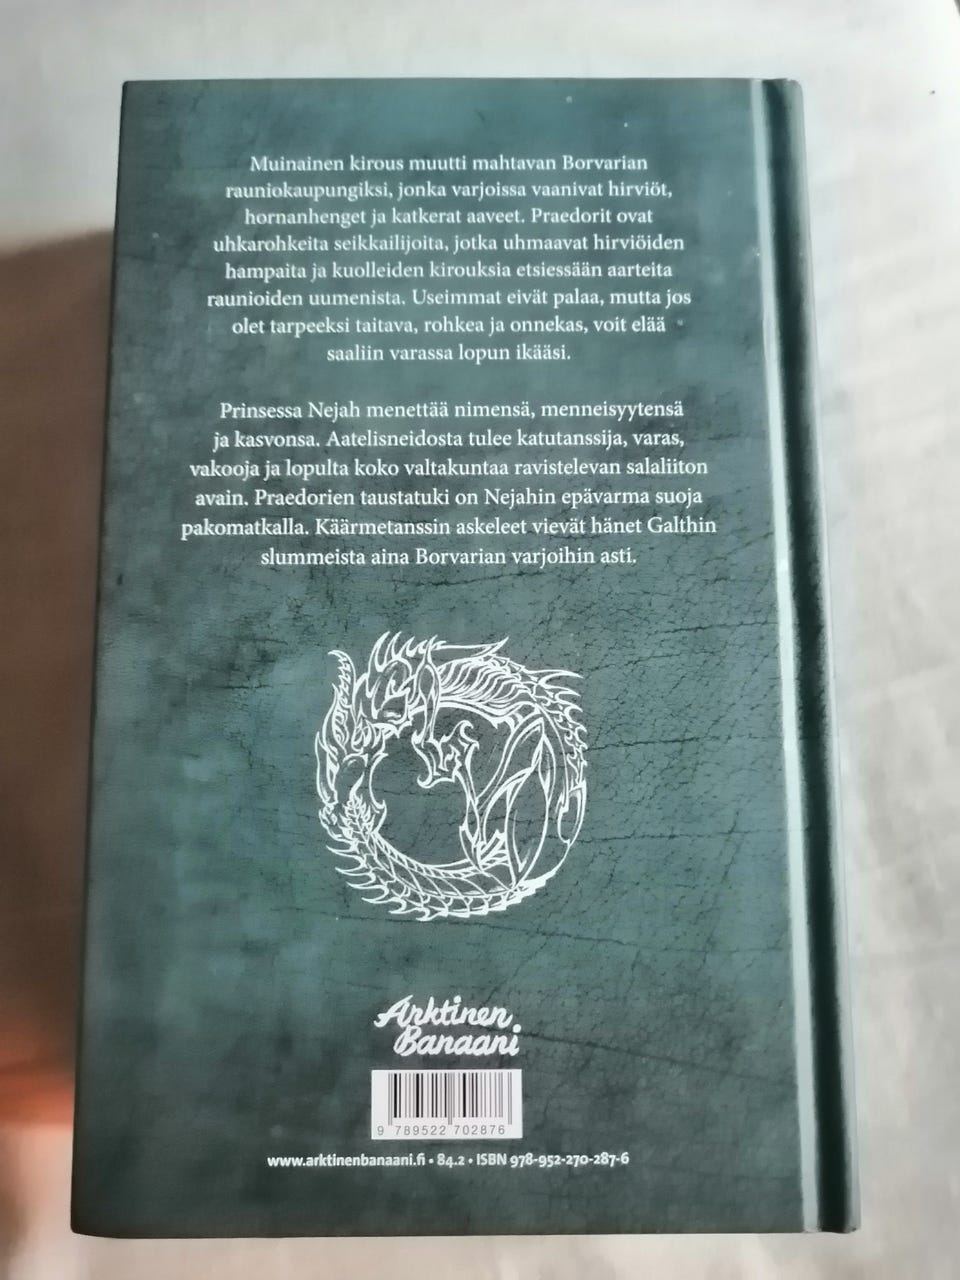 Muinainen kirous muutti mahtavan Borvarian
rauniokaupungiksi, jonka varjoissa vaanivat hirviöt,
hornanhenget ja katkerat aaveet. Praedorit ovat
uhkarohkeita seikkailijoita, jotka uhmaavat hirviöiden
hampaita ja kuolleiden kirouksia etsiessään aarteita
raunioiden uumenista. Useimmat eivät palaa, mutta jos
olet tarpeeksi taitava, rohkea ja onnekas, voit elää
saaliin varassa lopun ikääsi.
Prinsessa Nejah menettää nimensä, menneisyytensä
ja kasvonsa. Aatelisneidosta tulee katutanssija, varas,
vakooja ja lopulta koko valtakuntaa ravistelevan salaliiton
avain. Praedorien taustatuki on Nejahin epävarma suoja
pakomatkalla. Käärmetanssin askeleet vievät hänet Galthin
slummeista aina Borvarian varjoihin asti.
Arktinen
Banaani
9 789522 702876
www.arktinenbanaani.fi • 84.2 • ISBN 978-952-270-287-6